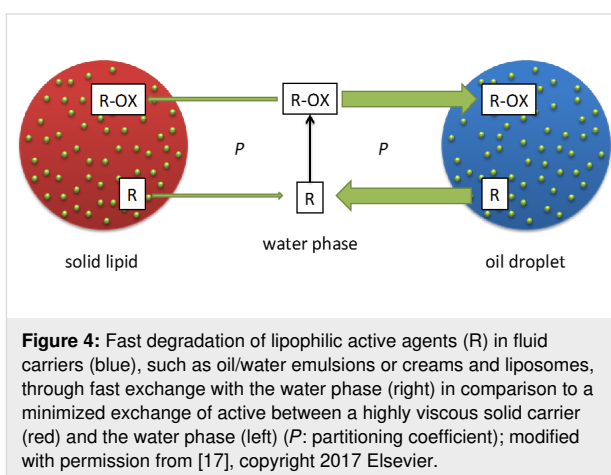 R-OX R-OX R-OX
P P
R R R
water phase
solid lipid oil droplet
Figure 4: Fast degradation of lipophilic active agents (R) in fluid
carriers (blue), such as oil/water emulsions or creams and liposomes,
through fast exchange with the water phase (right) in comparison to a
minimized exchange of active between a highly viscous solid carrier
(red) and the water phase (left) (P: partitioning coefficient); modified
with permission from [17], copyright 2017 Elsevier.